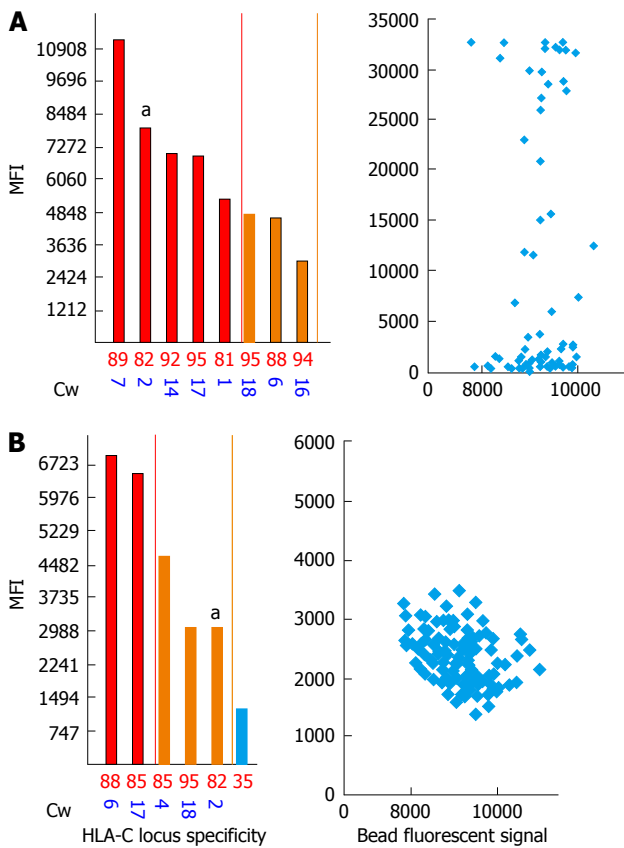 A
MFI
10908
9696
8484
7272
6060
4848
3636
2424
1212
a
89 82 92 95 81 95 88 94
Cw 7 2 14 17 1 18 6 16
35000
30000
25000
20000
15000
10000
5000
0
0 8000 10000
B
MFI
6723
5976
5229
4482
3735
2988
2241
1494
747
a
88 85 85 95 82 35
Cw 6 17 4 18 2
HLA-C locus specificity
6000
5000
4000
3000
2000
1000
0
0 8000 10000
Bead fluorescent signal